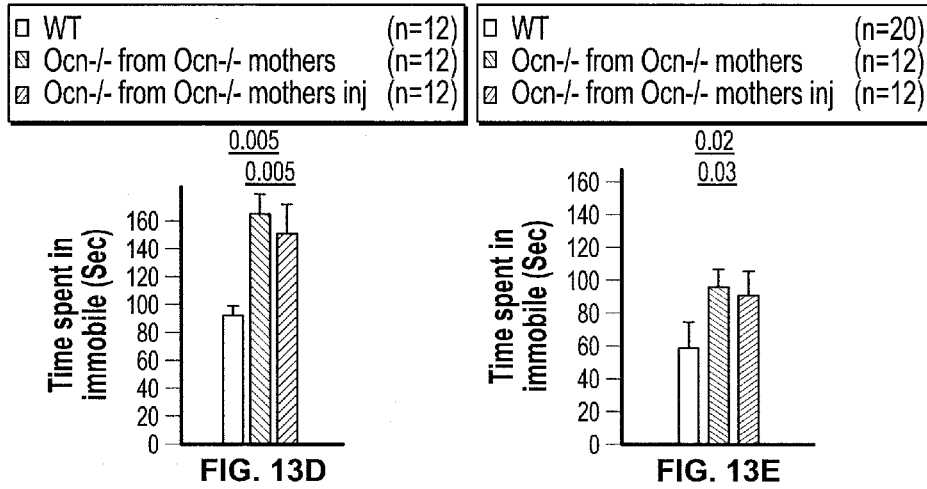 WT (n=12)
Ocn-/- from Ocn-/- mothers (n=12)
Ocn-/- from Ocn-/- mothers inj (n=12)
0.005
0.005
160
140
120
100
80
60
40
20
0
Time spent in
immobile (Sec)
FIG. 13D
WT (n=20)
Ocn-/- from Ocn-/- mothers (n=12)
Ocn-/- from Ocn-/- mothers inj (n=12)
0.02
0.03
160
140
120
100
80
60
40
20
0
Time spent in
immobile (Sec)
FIG. 13E